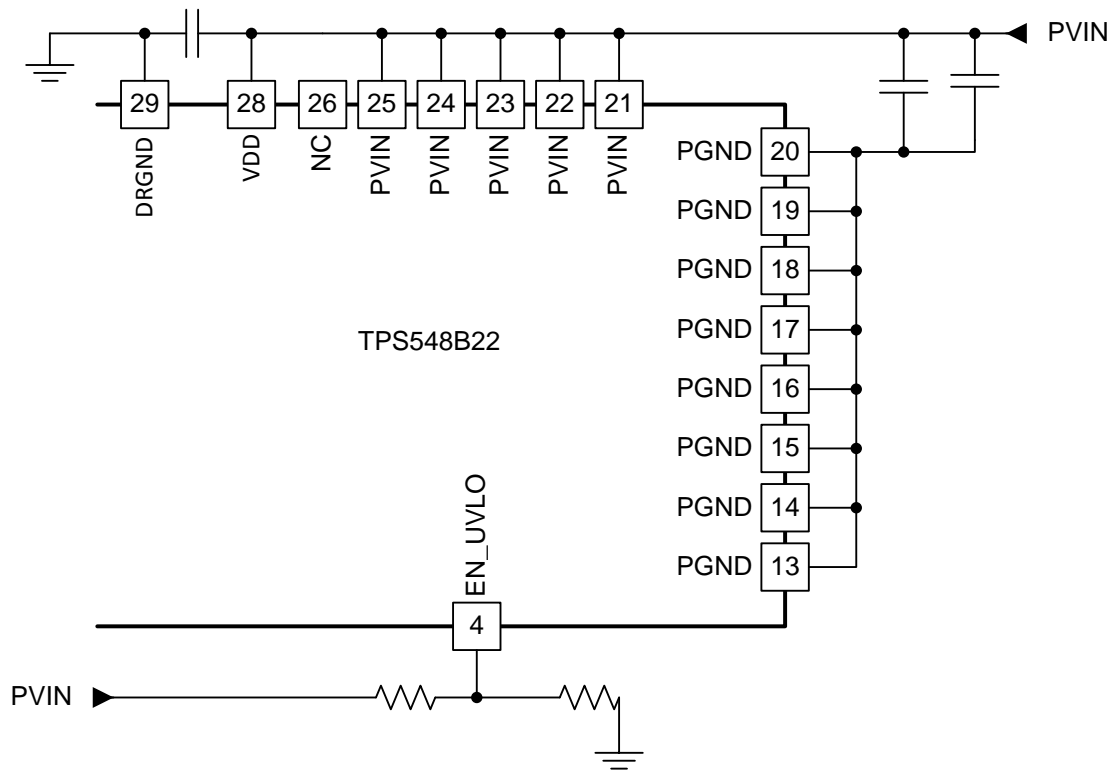 PVIN
29
28
26
25
24
23
22
21
DRGND
VDD
NC
PVIN
PVIN
PVIN
PVIN
PVIN
PGND 20
PGND 19
PGND 18
TPS548B22
PGND 17
PGND 16
PGND 15
PGND 14
PGND 13
EN_UVLO
4
PVIN